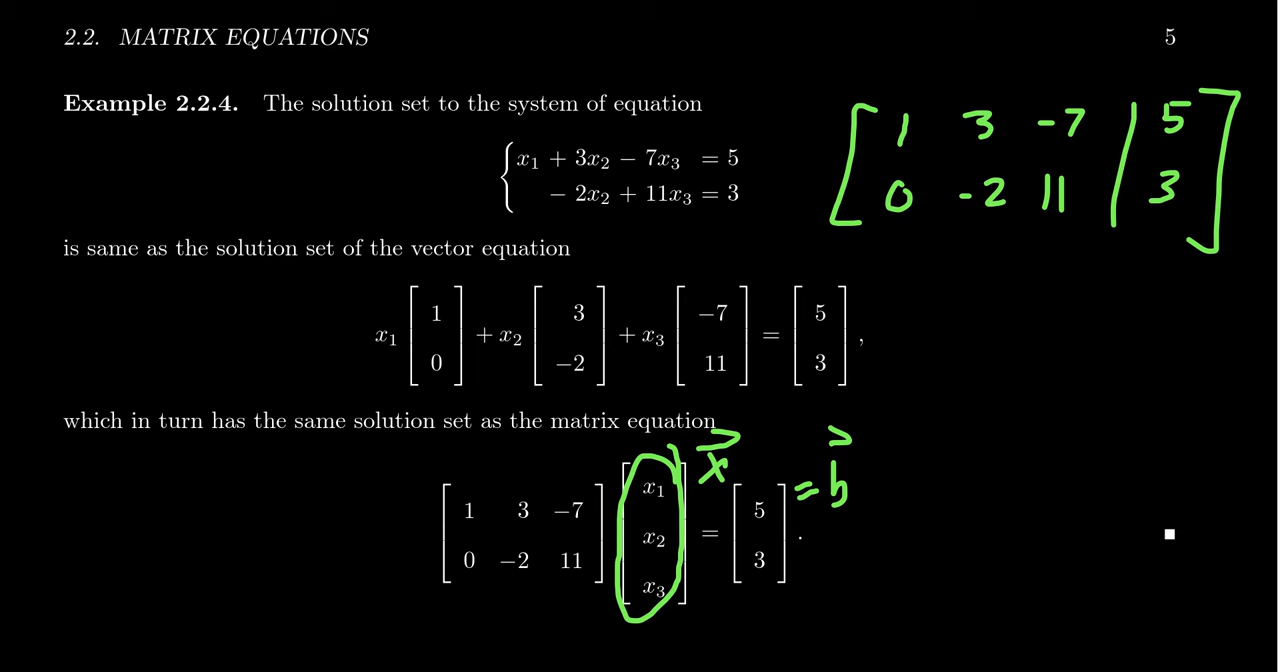 2.2. MATRIX EQUATIONS 5
Example 2.2.4. The solution set to the system of equation
x₁ + 3x₂ − 7x₃ = 5
− 2x₂ + 11x₃ = 3
[ 1 3 -7 | 5 ]
[ 0 -2 11 | 3 ]
is same as the solution set of the vector equation
x₁ [ 1 0 ] + x₂ [ 3 −2 ] + x₃ [ −7 11 ] = [ 5 3 ] ,
which in turn has the same solution set as the matrix equation
[ 1 3 −7 ] [ x₁ ] x⃗ = [ 5 ] = b⃗
[ 0 −2 11 ] [ x₂ ] [ 3 ] .
[ x₃ ]